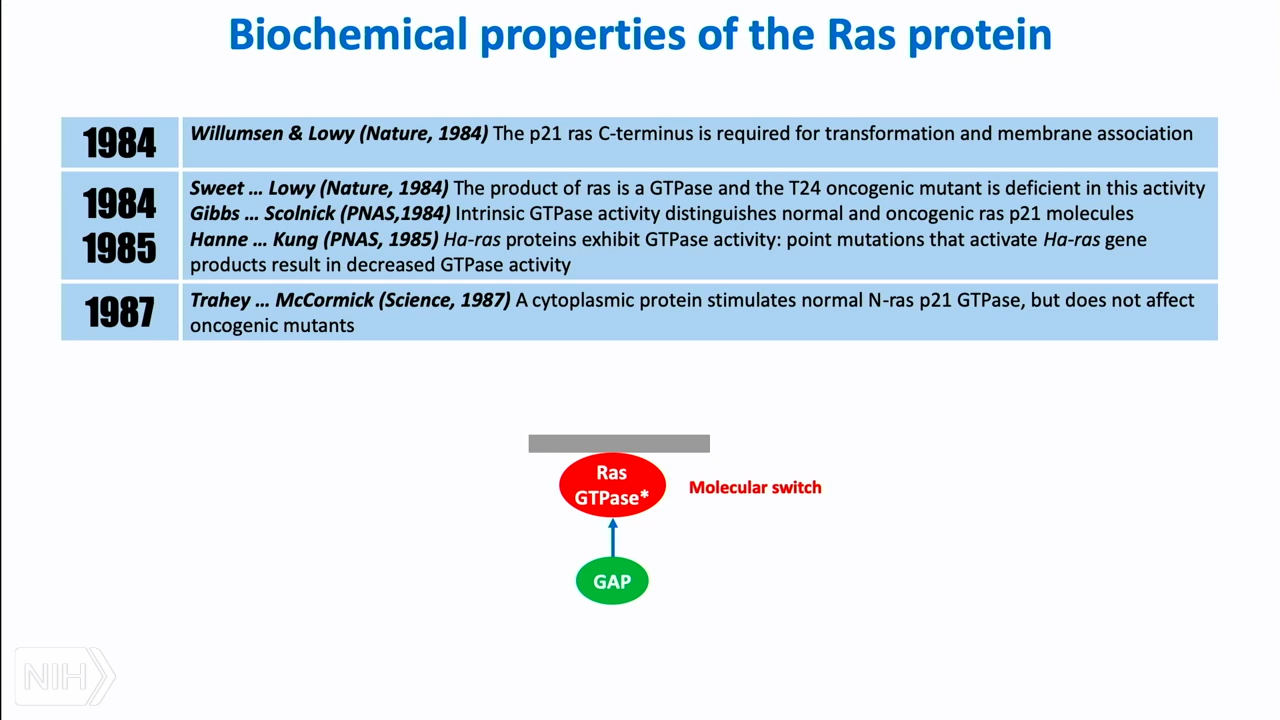 Biochemical properties of the Ras protein
1984
Willumsen & Lowy (Nature, 1984) The p21 ras C-terminus is required for transformation and membrane association
1984
1985
Sweet … Lowy (Nature, 1984) The product of ras is a GTPase and the T24 oncogenic mutant is deficient in this activity
Gibbs … Scolnick (PNAS,1984) Intrinsic GTPase activity distinguishes normal and oncogenic ras p21 molecules
Hanne … Kung (PNAS, 1985) Ha-ras proteins exhibit GTPase activity: point mutations that activate Ha-ras gene
products result in decreased GTPase activity
1987
Trahey … McCormick (Science, 1987) A cytoplasmic protein stimulates normal N-ras p21 GTPase, but does not affect
oncogenic mutants
Ras
GTPase*
Molecular switch
GAP
NIH